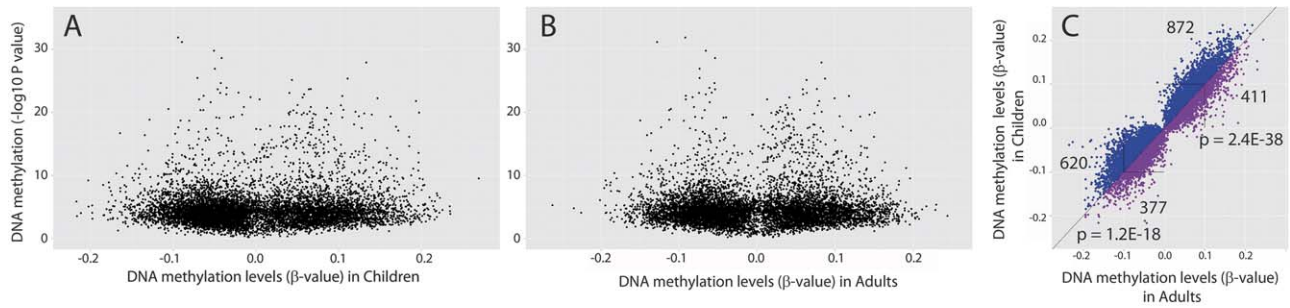 A
B
C
DNA methylation (-log10 P value)
30
20
10
0
-0.2
-0.1
0.0
0.1
0.2
DNA methylation levels (β-value) in Children
30
20
10
0
-0.2
-0.1
0.0
0.1
0.2
DNA methylation levels (β-value) in Adults
DNA methylation levels (β-value)
in Children
0.2
0.1
0.0
-0.1
-0.2
872
411
p = 2.4E-38
620
377
p = 1.2E-18
-0.2
-0.1
0.0
0.1
0.2
DNA methylation levels (β-value)
in Adults